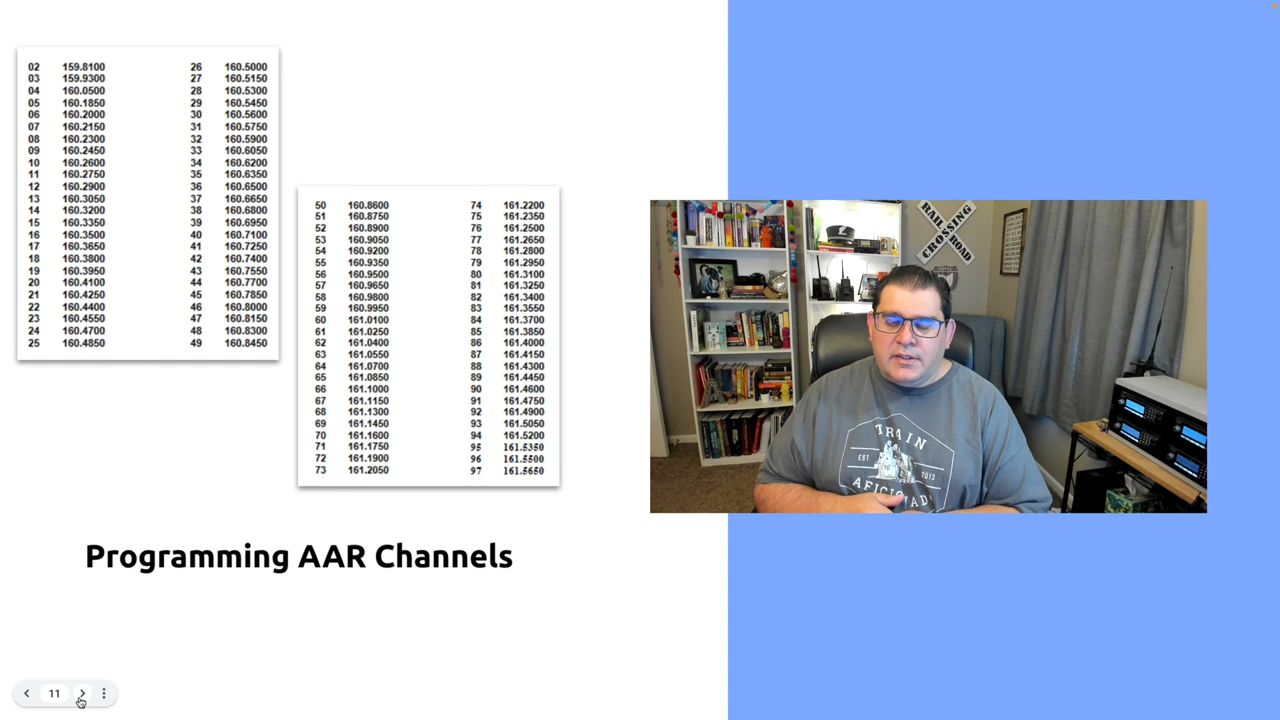 02 159.8100 26 160.5000
03 159.9300 27 160.5150
04 160.0500 28 160.5300
05 160.1850 29 160.5450
06 160.2000 30 160.5600
07 160.2150 31 160.5750
08 160.2300 32 160.5900
09 160.2450 33 160.6050
10 160.2600 34 160.6200
11 160.2750 35 160.6350
12 160.2900 36 160.6500
13 160.3050 37 160.6650
14 160.3200 38 160.6800
15 160.3350 39 160.6950
16 160.3500 40 160.7100
17 160.3650 41 160.7250
18 160.3800 42 160.7400
19 160.3950 43 160.7550
20 160.4100 44 160.7700
21 160.4250 45 160.7850
22 160.4400 46 160.8000
23 160.4550 47 160.8150
24 160.4700 48 160.8300
25 160.4850 49 160.8450
50 160.8600 74 161.2200
51 160.8750 75 161.2350
52 160.8900 76 161.2500
53 160.9050 77 161.2650
54 160.9200 78 161.2800
55 160.9350 79 161.2950
56 160.9500 80 161.3100
57 160.9650 81 161.3250
58 160.9800 82 161.3400
59 160.9950 83 161.3550
60 161.0100 84 161.3700
61 161.0250 85 161.3850
62 161.0400 86 161.4000
63 161.0550 87 161.4150
64 161.0700 88 161.4300
65 161.0850 89 161.4450
66 161.1000 90 161.4600
67 161.1150 91 161.4750
68 161.1300 92 161.4900
69 161.1450 93 161.5050
70 161.1600 94 161.5200
71 161.1750 95 161.5350
72 161.1900 96 161.5500
73 161.2050 97 161.5650
Programming AAR Channels
11
RAIL ROAD
CROSSING
TRAIN
EST 2013
AFICIONADO